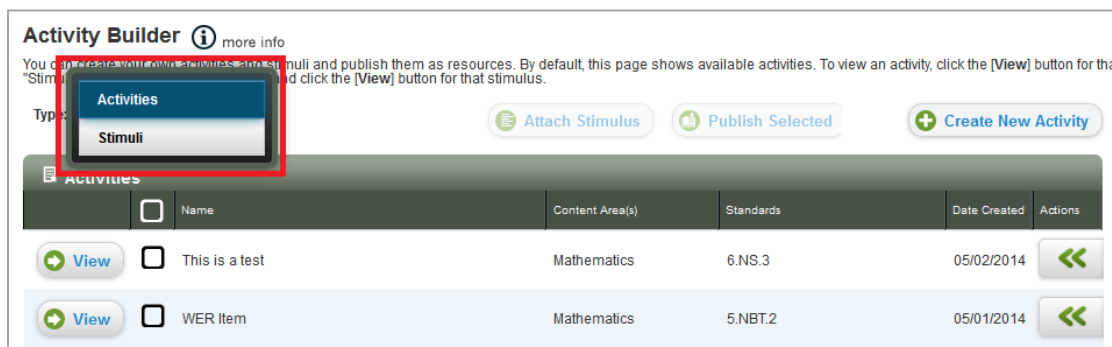 Activity Builder i more info
You can create your own activities and stimuli and publish them as resources. By default, this page shows available activities. To view an activity, click the [View] button for tha
"Stimu d click the [View] button for that stimulus.
Type:
Activities
Stimuli
Attach Stimulus
Publish Selected
Create New Activity
Activities
Name Content Area(s) Standards Date Created Actions
View This is a test Mathematics 6.NS.3 05/02/2014
View WER Item Mathematics 5.NBT.2 05/01/2014